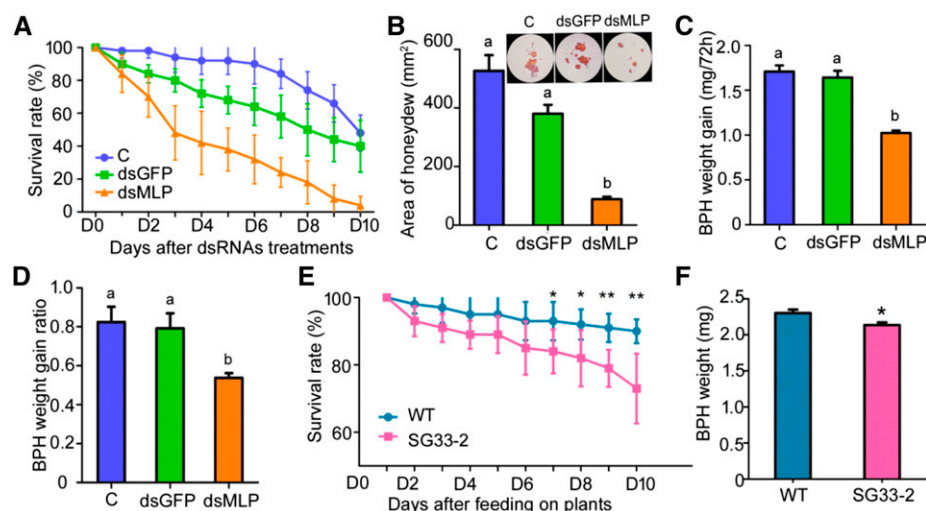 A
Survival rate (%)
100
80
60
40
20
0
C
dsGFP
dsMLP
D0 D2 D4 D6 D8 D10
Days after dsRNAs treatments
B
C dsGFP dsMLP
Area of honeydew (mm²)
600
400
200
0
a
a
b
C dsGFP dsMLP
C
BPH weight gain (mg/72h)
2.0
1.5
1.0
0.5
0
a
a
b
C dsGFP dsMLP
D
BPH weight gain ratio
1.0
0.8
0.6
0.4
0.2
0
a
a
b
C dsGFP dsMLP
E
Survival rate (%)
100
80
60
* * ** **
WT
SG33-2
D0 D2 D4 D6 D8 D10
Days after feeding on plants
F
BPH weight (mg)
2.5
2.0
1.5
1.0
0.5
0
*
WT SG33-2